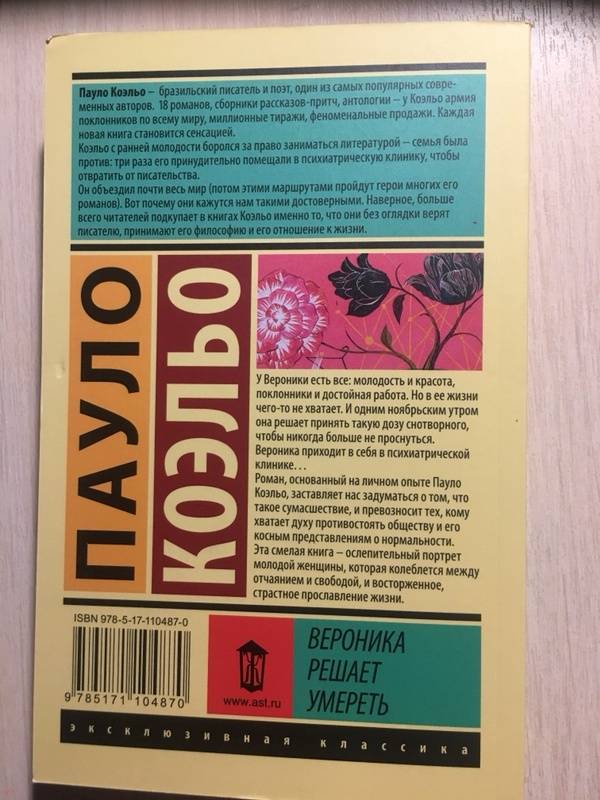 Пауло Коэльо – бразильский писатель и поэт, один из самых популярных совре-
менных авторов. 18 романов, сборники рассказов-притч, антологии – у Коэльо армия
поклонников по всему миру, миллионные тиражи, феноменальные продажи. Каждая
новая книга становится сенсацией.
Коэльо с ранней молодости боролся за право заниматься литературой – семья была
против: три раза его принудительно помещали в психиатрическую клинику, чтобы
отвратить от писательства.
Он объездил почти весь мир (потом этими маршрутами пройдут герои многих его
романов). Вот почему они кажутся нам такими достоверными. Наверное, больше
всего читателей подкупает в книгах Коэльо именно то, что они без оглядки верят
писателю, принимают его философию и его отношение к жизни.
ПАУЛО
КОЭЛЬО
У Вероники есть все: молодость и красота,
поклонники и достойная работа. Но в ее жизни
чего-то не хватает. И одним ноябрьским утром
она решает принять такую дозу снотворного,
чтобы никогда больше не проснуться.
Вероника приходит в себя в психиатрической
клинике…
Роман, основанный на личном опыте Пауло
Коэльо, заставляет нас задуматься о том, что
такое сумасшествие, и превозносит тех, кому
хватает духу противостоять обществу и его
косным представлениям о нормальности.
Эта смелая книга – ослепительный портрет
молодой женщины, которая колеблется между
отчаянием и свободой, и восторженное,
страстное прославление жизни.
ISBN 978-5-17-110487-0
9 785171 104870
www.ast.ru
ВЕРОНИКА
РЕШАЕТ
УМЕРЕТЬ
эксклюзивная классика